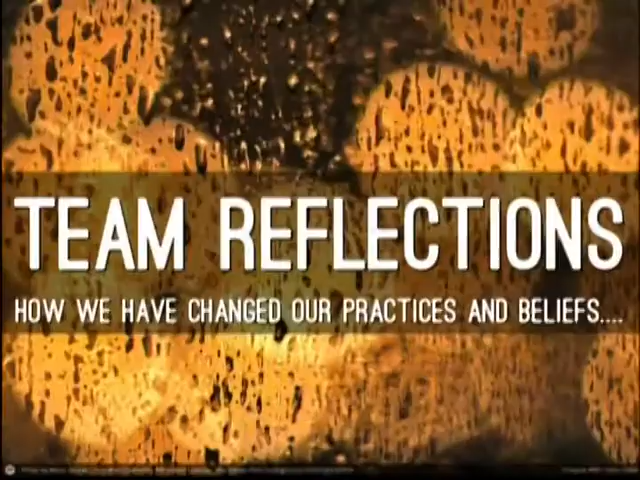 TEAM REFLECTIONS
HOW WE HAVE CHANGED OUR PRACTICES AND BELIEFS....